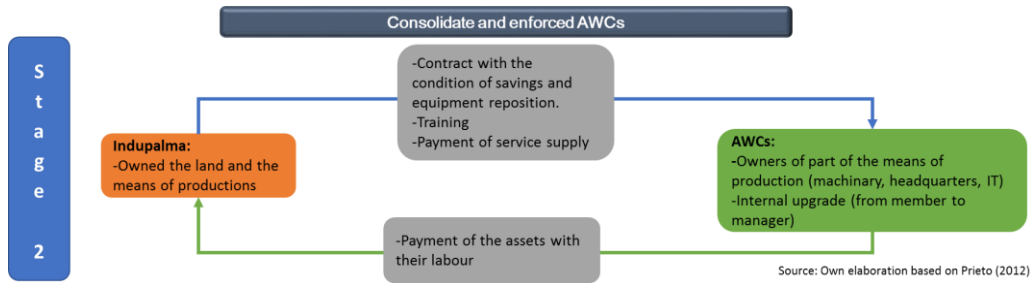 Consolidate and enforced AWCs
Stage 2
-Contract with the
condition of savings and
equipment reposition.
-Training
-Payment of service supply
Indupalma:
-Owned the land and the
means of productions
AWCs:
-Owners of part of the means of
production (machinary, headquarters, IT)
-Internal upgrade (from member to
manager)
-Payment of the assets with
their labour
Source: Own elaboration based on Prieto (2012)